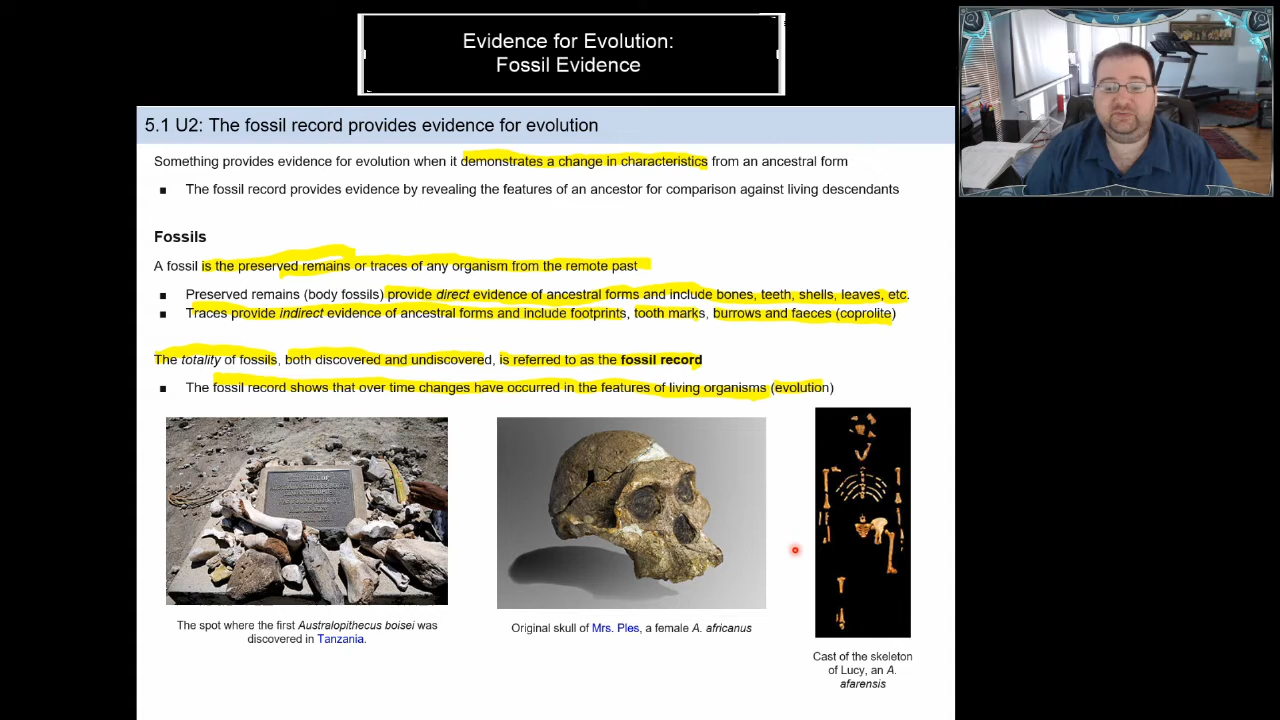 Evidence for Evolution:
Fossil Evidence
5.1 U2: The fossil record provides evidence for evolution
Something provides evidence for evolution when it demonstrates a change in characteristics from an ancestral form
▪ The fossil record provides evidence by revealing the features of an ancestor for comparison against living descendants
Fossils
A fossil is the preserved remains or traces of any organism from the remote past
▪ Preserved remains (body fossils) provide direct evidence of ancestral forms and include bones, teeth, shells, leaves, etc.
▪ Traces provide indirect evidence of ancestral forms and include footprints, tooth marks, burrows and faeces (coprolite)
The totality of fossils, both discovered and undiscovered, is referred to as the fossil record
▪ The fossil record shows that over time changes have occurred in the features of living organisms (evolution)
The spot where the first Australopithecus boisei was
discovered in Tanzania.
Original skull of Mrs. Ples, a female A. africanus
Cast of the skeleton
of Lucy, an A.
afarensis